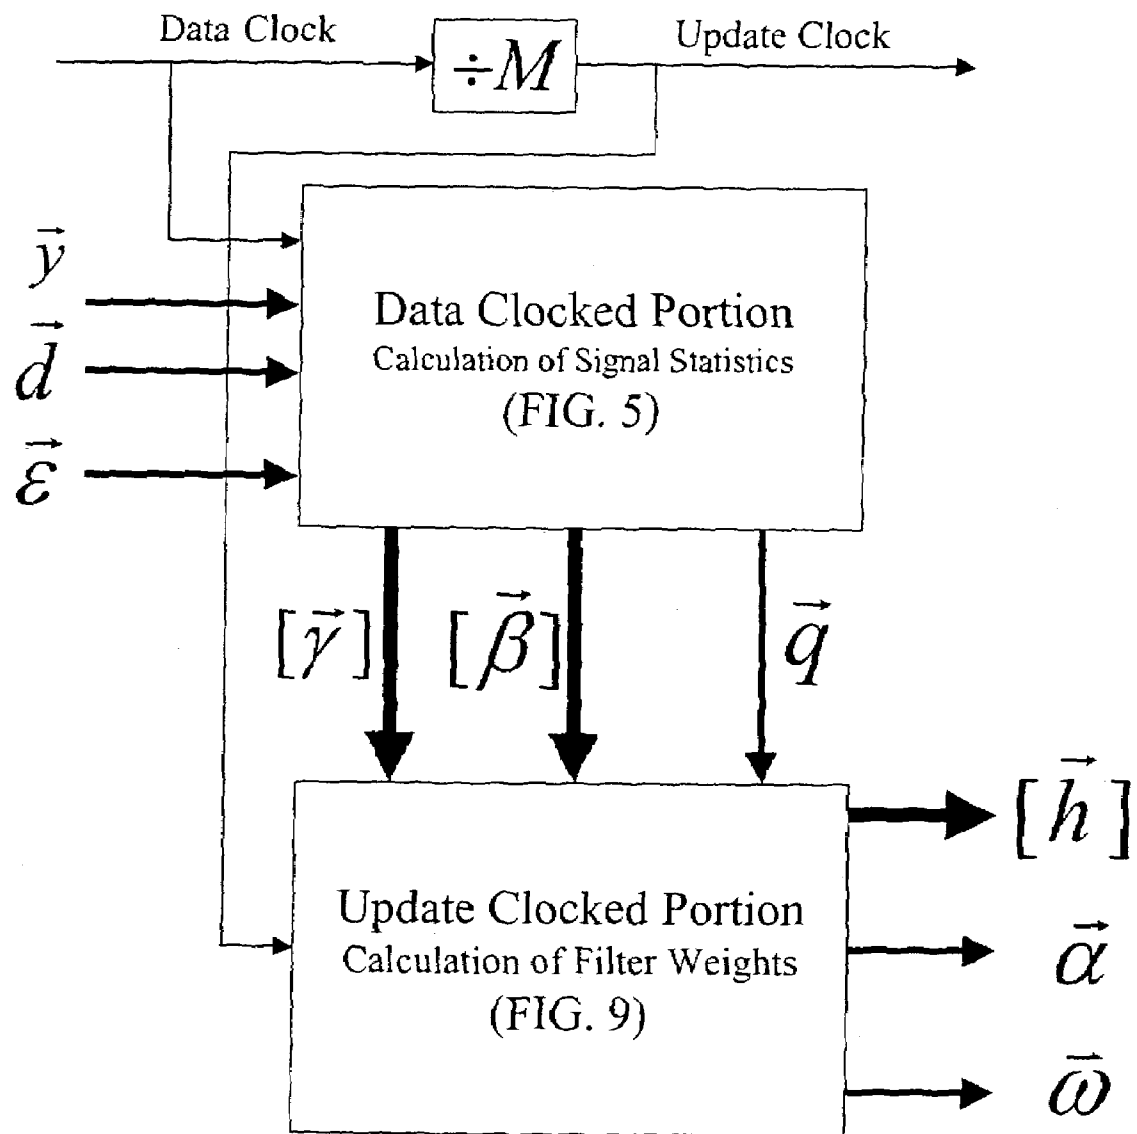 Data Clock
÷M
Update Clock
y⃗
d⃗
ε⃗
Data Clocked Portion
Calculation of Signal Statistics
(FIG. 5)
[γ⃗]
[β⃗]
q⃗
[h⃗]
Update Clocked Portion
Calculation of Filter Weights
(FIG. 9)
α⃗
ω⃗